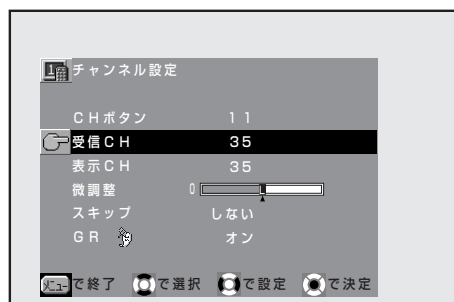 チャンネル設定
CHボタン 11
受信CH 35
表示CH 35
微調整 0
スキップ しない
GR オン
メニューで終了 で選択 で設定 で決定